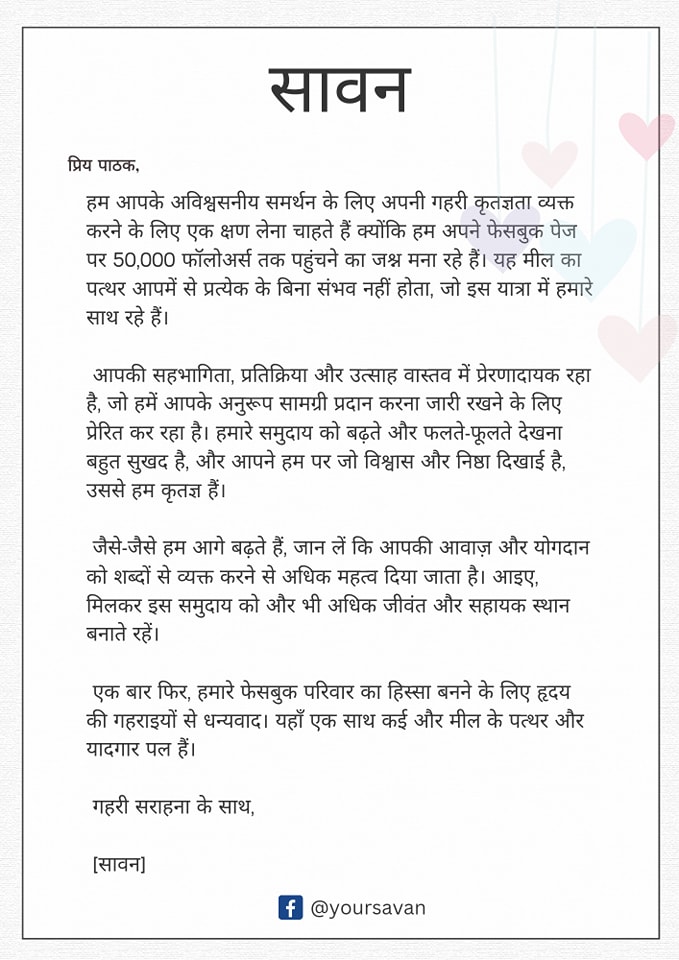 सावन
प्रिय पाठक,
हम आपके अविश्वसनीय समर्थन के लिए अपनी गहरी कृतज्ञता व्यक्त
करने के लिए एक क्षण लेना चाहते हैं क्योंकि हम अपने फेसबुक पेज
पर 50,000 फॉलोअर्स तक पहुंचने का जश्न मना रहे हैं। यह मील का
पत्थर आपमें से प्रत्येक के बिना संभव नहीं होता, जो इस यात्रा में हमारे
साथ रहे हैं।
आपकी सहभागिता, प्रतिक्रिया और उत्साह वास्तव में प्रेरणादायक रहा
है, जो हमें आपके अनुरूप सामग्री प्रदान करना जारी रखने के लिए
प्रेरित कर रहा है। हमारे समुदाय को बढ़ते और फलते-फूलते देखना
बहुत सुखद है, और आपने हम पर जो विश्वास और निष्ठा दिखाई है,
उससे हम कृतज्ञ हैं।
जैसे-जैसे हम आगे बढ़ते हैं, जान लें कि आपकी आवाज़ और योगदान
को शब्दों से व्यक्त करने से अधिक महत्व दिया जाता है। आइए,
मिलकर इस समुदाय को और भी अधिक जीवंत और सहायक स्थान
बनाते रहें।
एक बार फिर, हमारे फेसबुक परिवार का हिस्सा बनने के लिए हृदय
की गहराइयों से धन्यवाद। यहाँ एक साथ कई और मील के पत्थर और
यादगार पल हैं।
गहरी सराहना के साथ,
[सावन]
@yoursavan